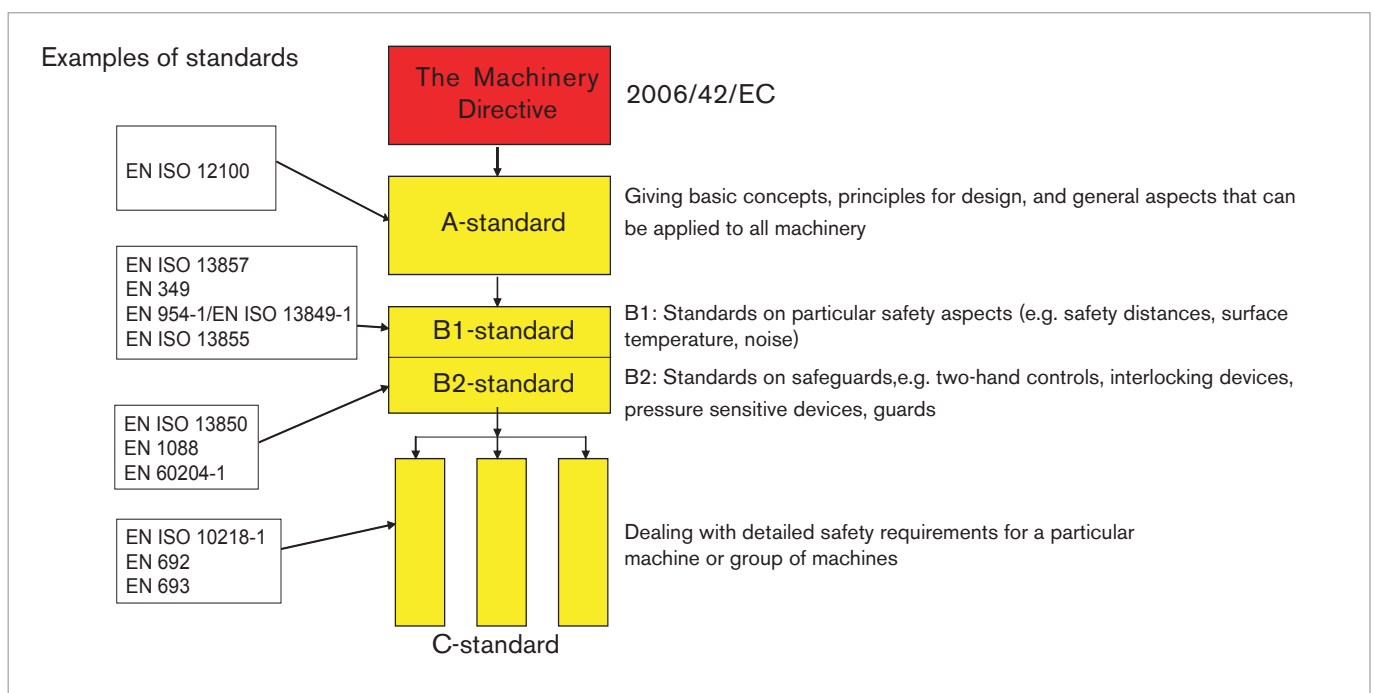 Examples of standards
The Machinery
Directive
2006/42/EC
EN ISO 12100
A-standard
Giving basic concepts, principles for design, and general aspects that can
be applied to all machinery
EN ISO 13857
EN 349
EN 954-1/EN ISO 13849-1
EN ISO 13855
B1-standard
B1: Standards on particular safety aspects (e.g. safety distances, surface
temperature, noise)
B2-standard
B2: Standards on safeguards,e.g. two-hand controls, interlocking devices,
pressure sensitive devices, guards
EN ISO 13850
EN 1088
EN 60204-1
EN ISO 10218-1
EN 692
EN 693
Dealing with detailed safety requirements for a particular
machine or group of machines
C-standard